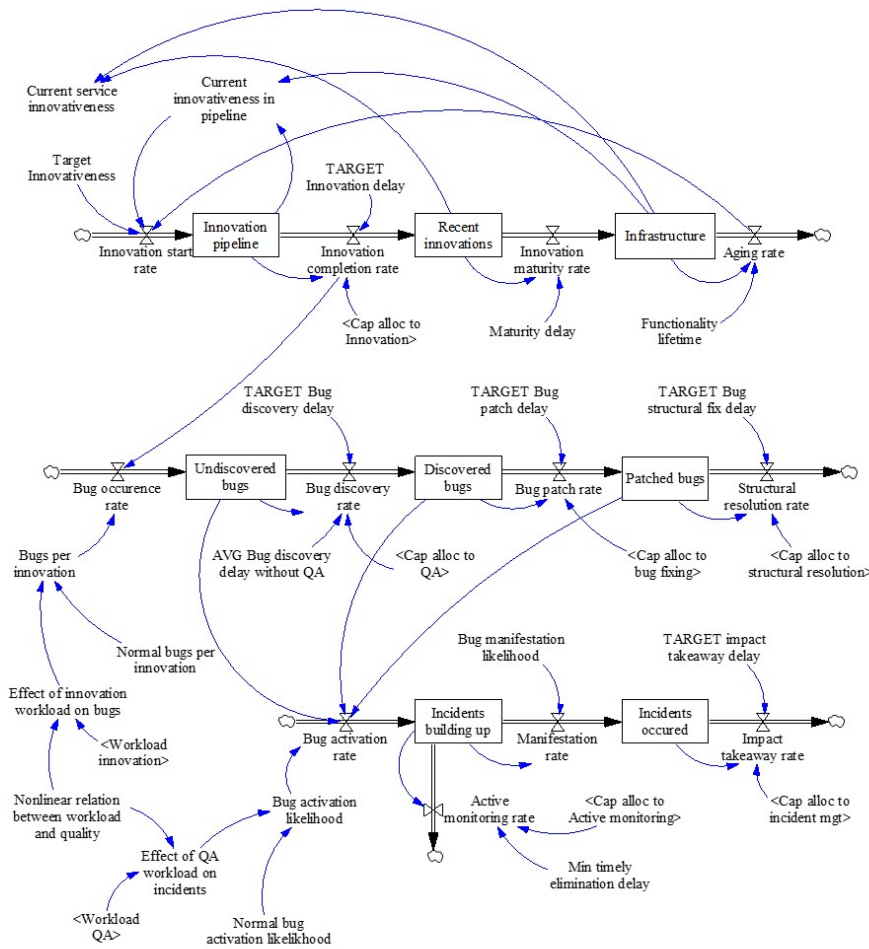 Current service
innovativeness
Current
innovativeness in
pipeline
Target
Innovativeness
TARGET
Innovation delay
Innovation
pipeline
Recent
innovations
Infrastructure
Innovation start
rate
Innovation
completion rate
Innovation
maturity rate
Aging rate
<Cap alloc to
Innovation>
Maturity delay
Functionality
lifetime
TARGET Bug
discovery delay
TARGET Bug
patch delay
TARGET Bug
structural fix delay
Undiscovered
bugs
Discovered
bugs
Patched bugs
Bug occurence
rate
Bug discovery
rate
Bug patch rate
Structural
resolution rate
Bugs per
innovation
AVG Bug discovery
delay without QA
<Cap alloc to
QA>
<Cap alloc to
bug fixing>
<Cap alloc to
structural resolution>
Normal bugs per
innovation
Bug manifestation
likelihood
TARGET impact
takeaway delay
Effect of innovation
workload on bugs
Incidents
building up
Incidents
occured
Bug activation
rate
Manifestation
rate
Impact
takeaway rate
<Workload
innovation>
Nonlinear relation
between workload
and quality
Bug activation
likelihood
Active
monitoring rate
<Cap alloc to
Active monitoring>
<Cap alloc to
incident mgt>
Effect of QA
workload on
incidents
Min timely
elimination delay
<Workload
QA>
Normal bug
activation likelikhood